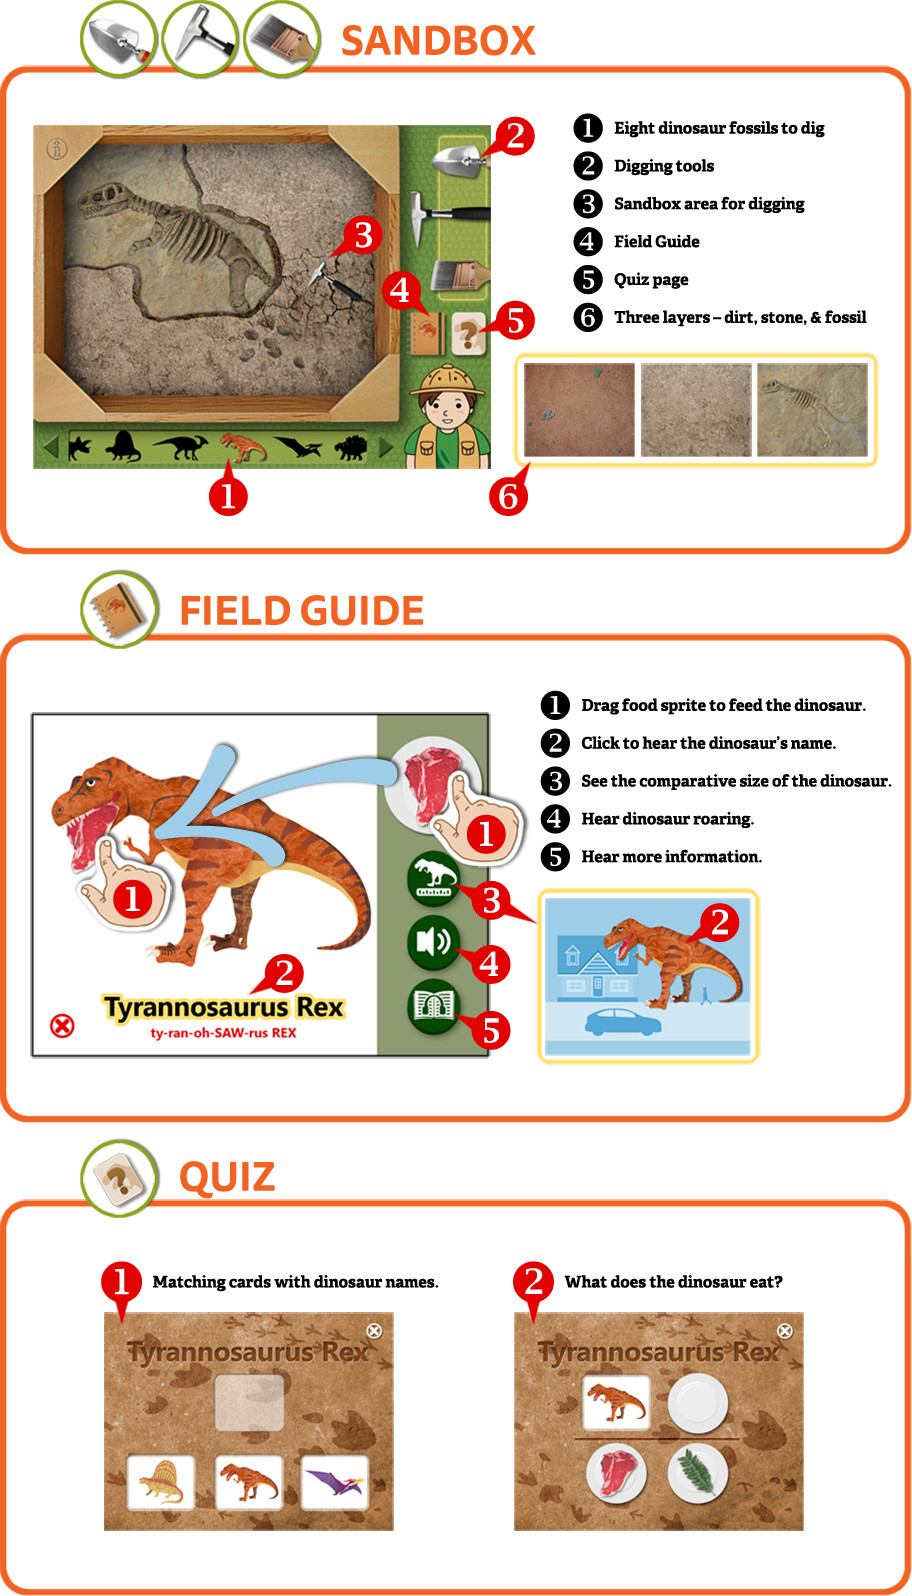 SANDBOX
1 Eight dinosaur fossils to dig
2 Digging tools
3 Sandbox area for digging
4 Field Guide
5 Quiz page
6 Three layers – dirt, stone, & fossil
i
2
3
4
5
?
1
6
FIELD GUIDE
1 Drag food sprite to feed the dinosaur.
2 Click to hear the dinosaur's name.
3 See the comparative size of the dinosaur.
4 Hear dinosaur roaring.
5 Hear more information.
1
1
3
2
4
2
Tyrannosaurus Rex
ty-ran-oh-SAW-rus REX
5
?
QUIZ
1 Matching cards with dinosaur names.
Tyrannosaurus Rex
2 What does the dinosaur eat?
Tyrannosaurus Rex